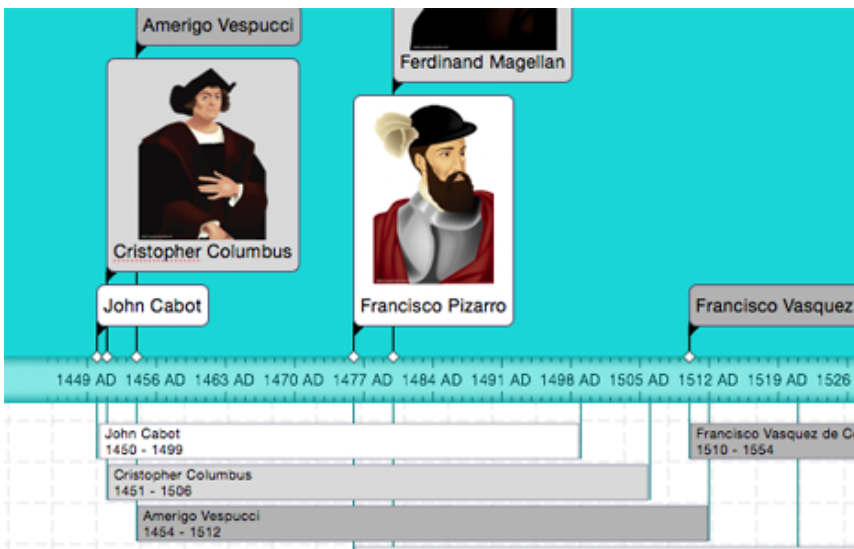 Amerigo Vespucci
Ferdinand Magellan
Cristopher Columbus
John Cabot
Francisco Pizarro
Francisco Vasquez
1449 AD 1456 AD 1463 AD 1470 AD 1477 AD 1484 AD 1491 AD 1498 AD 1505 AD 1512 AD 1519 AD 1526
John Cabot
1450 - 1499
Francisco Vasquez de
1510 - 1554
Cristopher Columbus
1451 - 1506
Amerigo Vespucci
1454 - 1512